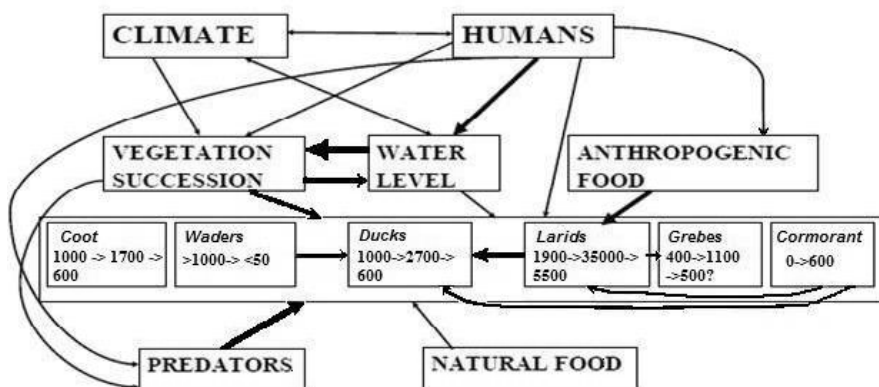 CLIMATE
HUMANS
VEGETATION
SUCCESSION
WATER
LEVEL
ANTHROPOGENIC
FOOD
Coot
1000 -> 1700 ->
600
Waders
>1000-> <50
Ducks
1000->2700->
600
Larids
1900->35000->
5500
Grebes
400->1100
->500?
Cormorant
0->600
PREDATORS
NATURAL FOOD